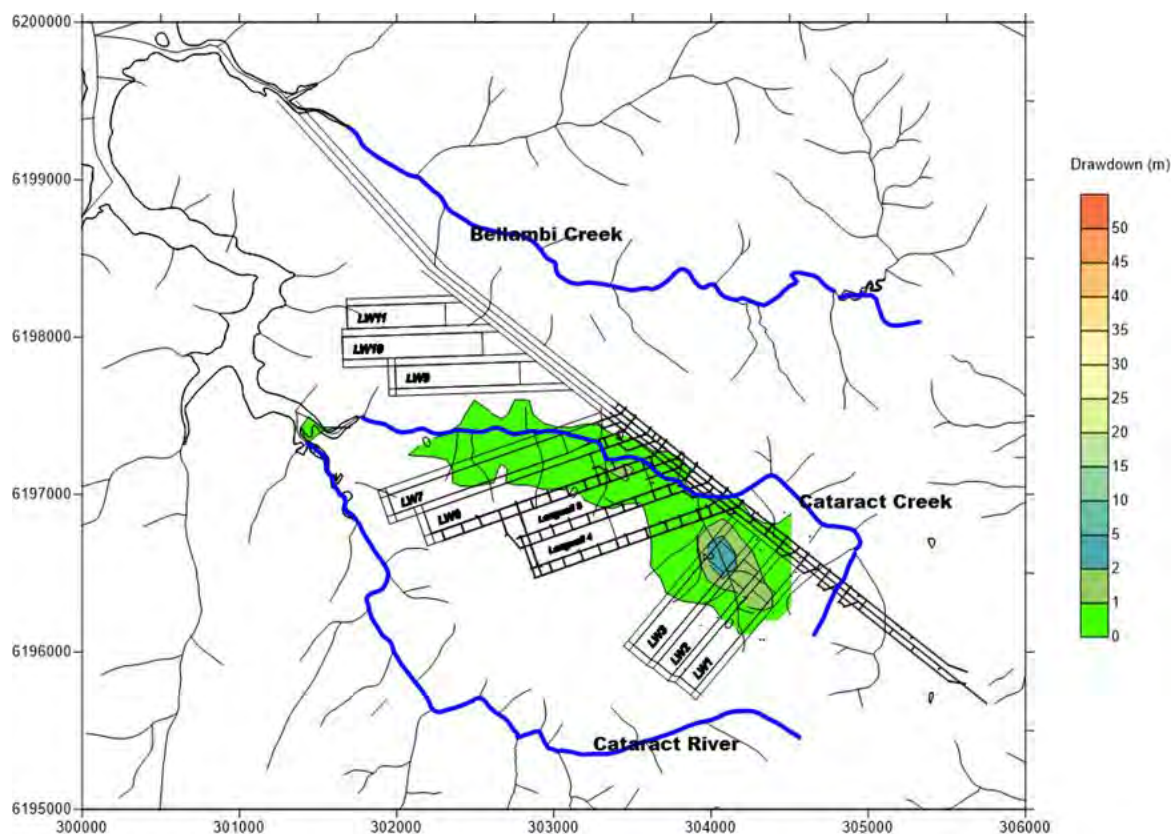 6200000
6199000
6198000
6197000
6196000
6195000
300000
301000
302000
303000
304000
305000
306000
Bellambi Creek
LW11
LW10
LW9
Cataract Creek
LW7
LW6
Longwall 5
Longwall 4
LW3
LW2
LW1
Cataract River
Drawdown (m)
50
45
40
35
30
25
20
15
10
5
2
1
0